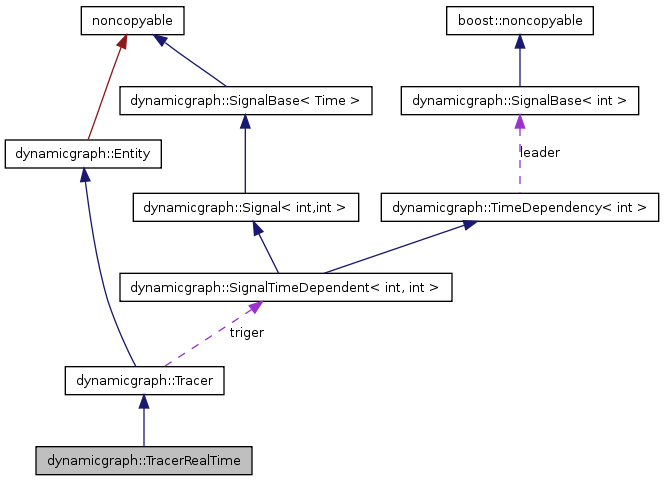 noncopyable
boost::noncopyable
dynamicgraph::SignalBase< Time >
dynamicgraph::SignalBase< int >
dynamicgraph::Entity
leader
dynamicgraph::Signal< int,int >
dynamicgraph::TimeDependency< int >
dynamicgraph::SignalTimeDependent< int, int >
triger
dynamicgraph::Tracer
dynamicgraph::TracerRealTime